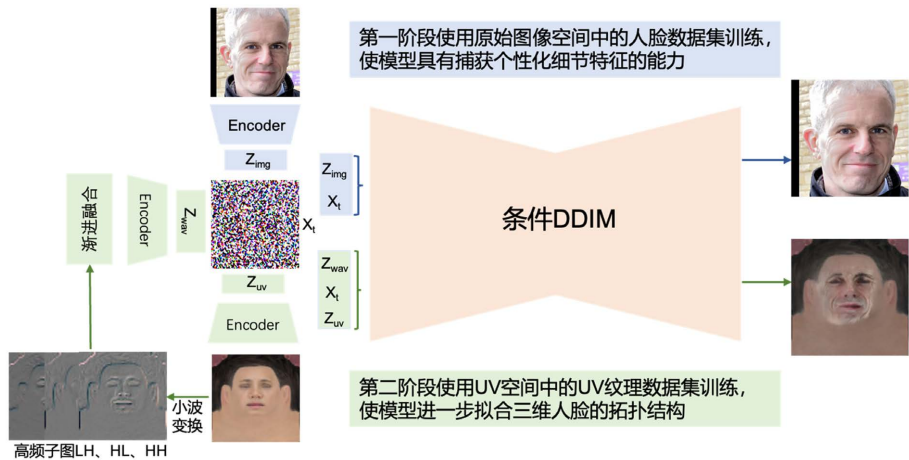 第一阶段使用原始图像空间中的人脸数据集训练，
使模型具有捕获个性化细节特征的能力
Encoder
Zimg
Zimg
Xt
渐进融合
Encoder
Zwav
Xt
条件DDIM
Zuv
Encoder
Zwav
Xt
Zuv
小波
变换
高频子图LH、HL、HH
第二阶段使用UV空间中的UV纹理数据集训练，
使模型进一步拟合三维人脸的拓扑结构